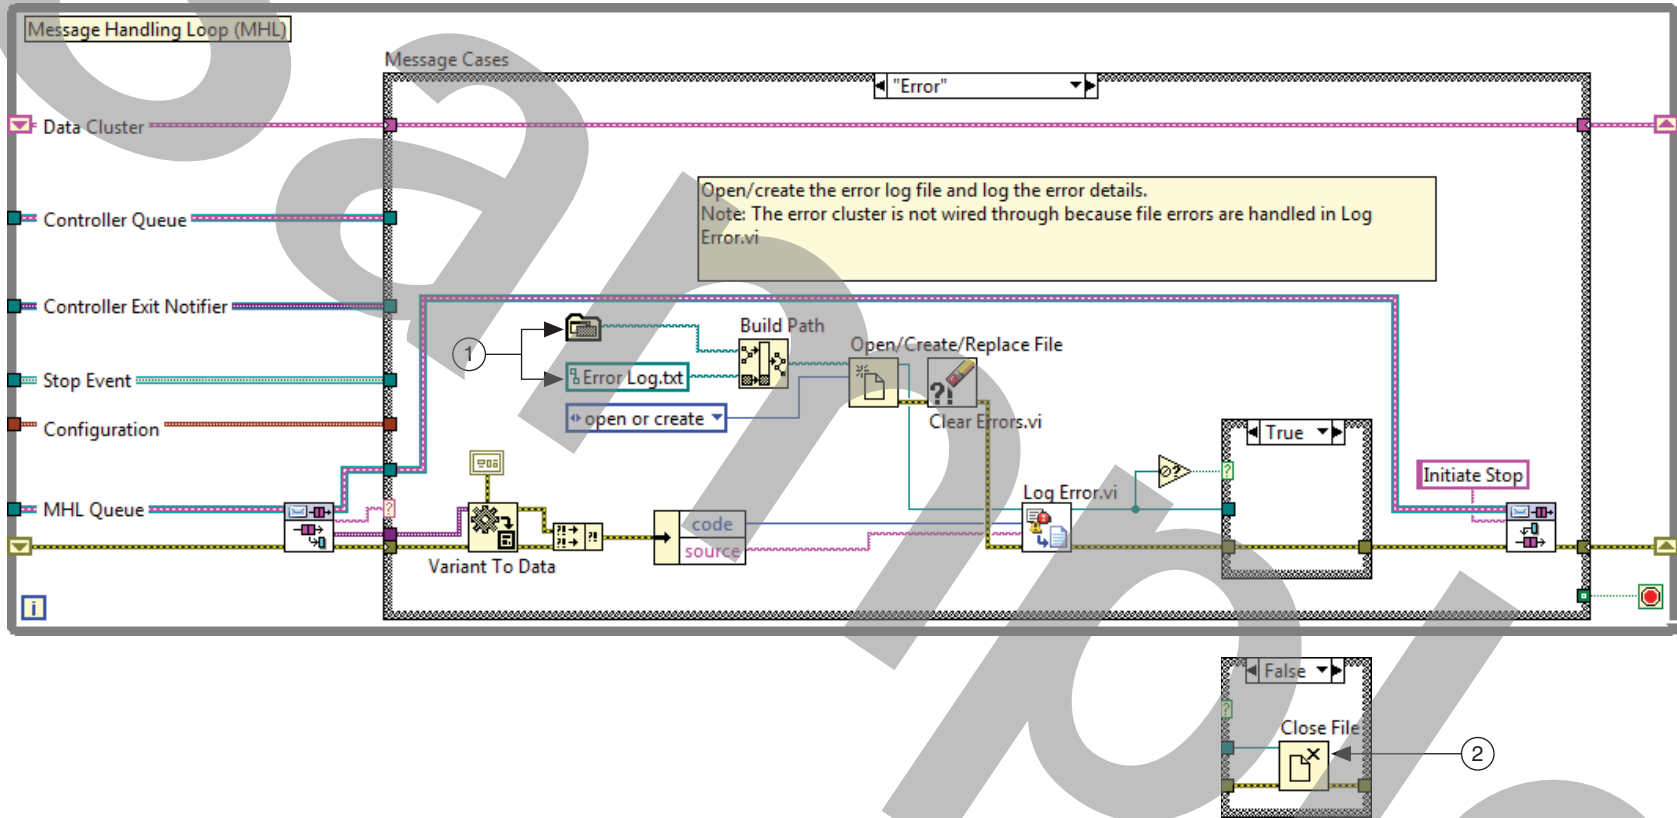 Message Handling Loop (MHL)
Message Cases
"Error"
Data Cluster
Open/create the error log file and log the error details.
Note: The error cluster is not wired through because file errors are handled in Log
Error.vi
Controller Queue
Controller Exit Notifier
Build Path
Open/Create/Replace File
1
Error Log.txt
Stop Event
open or create
Clear Errors.vi
Configuration
True
Initiate Stop
MHL Queue
Log Error.vi
code
source
Variant To Data
i
False
Close File
2
Sample